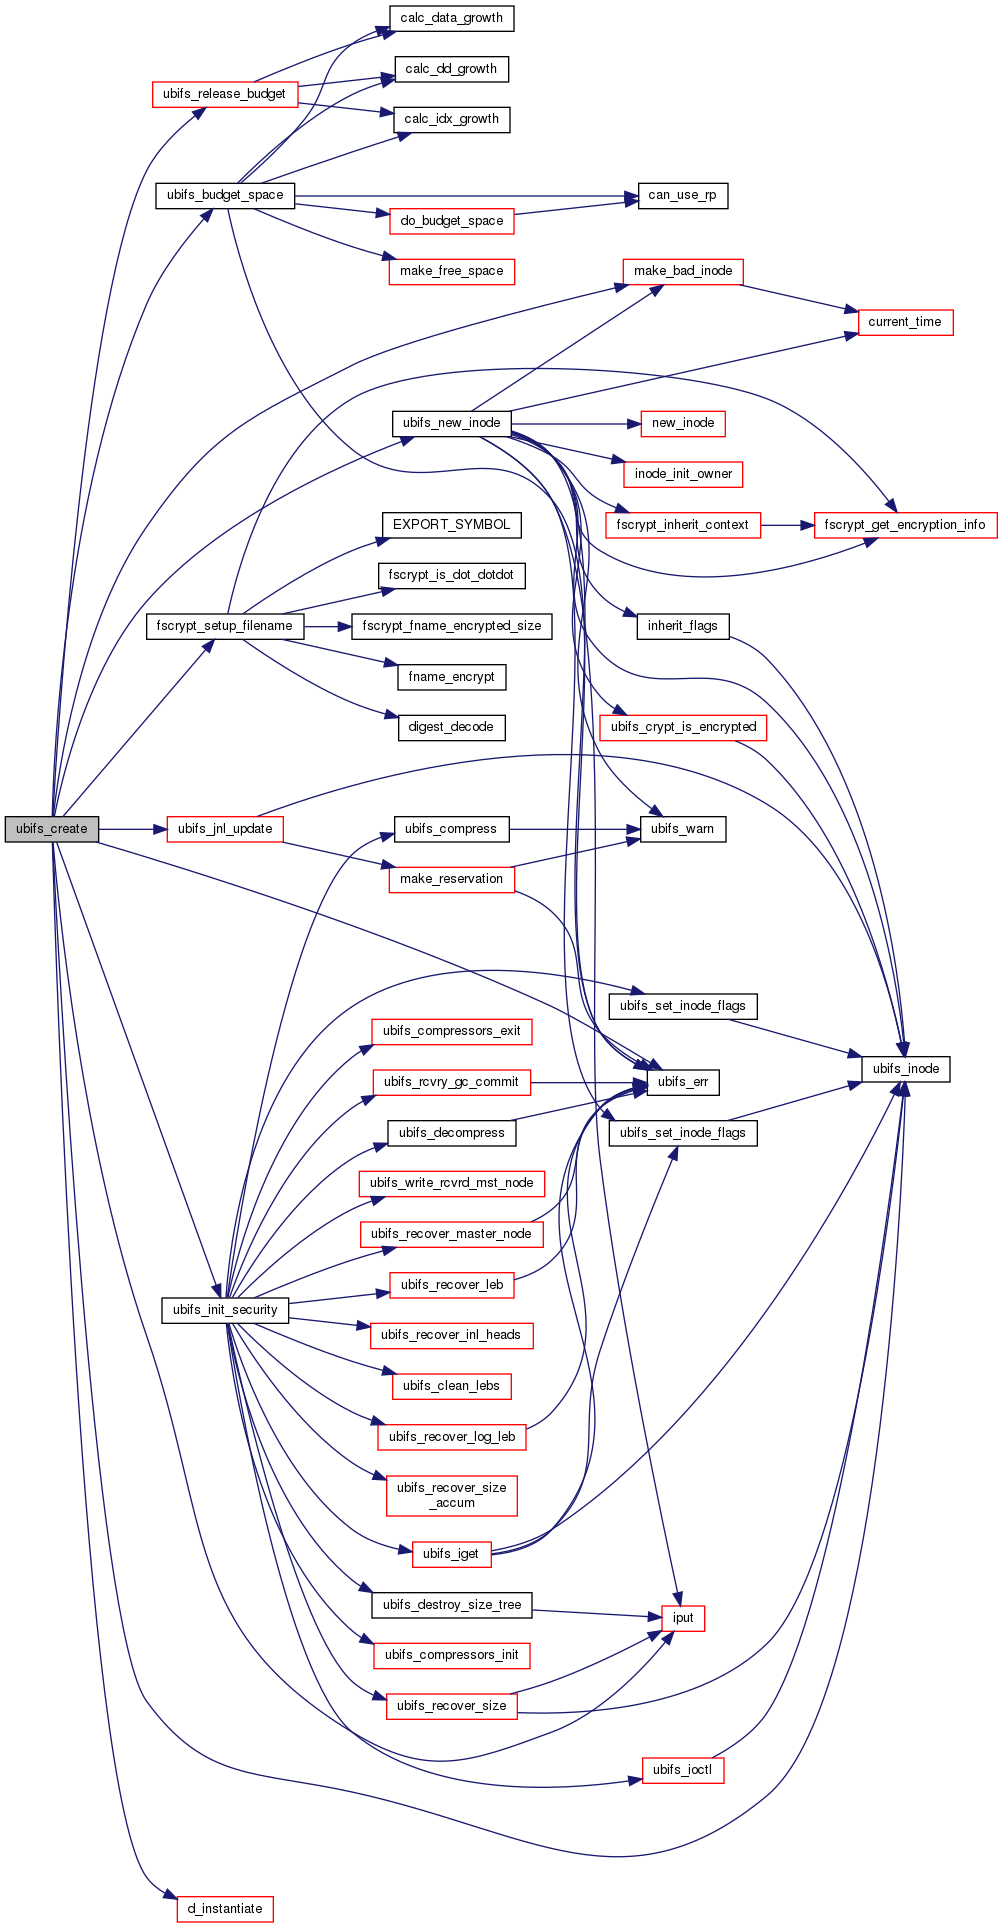 calc_data_growth
calc_dd_growth
ubifs_release_budget
calc_idx_growth
ubifs_budget_space
can_use_rp
do_budget_space
make_free_space
make_bad_inode
current_time
ubifs_new_inode
new_inode
inode_init_owner
EXPORT_SYMBOL
fscrypt_inherit_context
fscrypt_get_encryption_info
fscrypt_is_dot_dotdot
fscrypt_setup_filename
fscrypt_fname_encrypted_size
inherit_flags
fname_encrypt
digest_decode
ubifs_crypt_is_encrypted
ubifs_create
ubifs_jnl_update
ubifs_compress
ubifs_warn
make_reservation
ubifs_set_inode_flags
ubifs_compressors_exit
ubifs_inode
ubifs_rcvry_gc_commit
ubifs_err
ubifs_decompress
ubifs_set_inode_flags
ubifs_write_rcvrd_mst_node
ubifs_recover_master_node
ubifs_recover_leb
ubifs_init_security
ubifs_recover_inl_heads
ubifs_clean_lebs
ubifs_recover_log_leb
ubifs_recover_size
_accum
ubifs_iget
ubifs_destroy_size_tree
iput
ubifs_compressors_init
ubifs_recover_size
ubifs_ioctl
d_instantiate